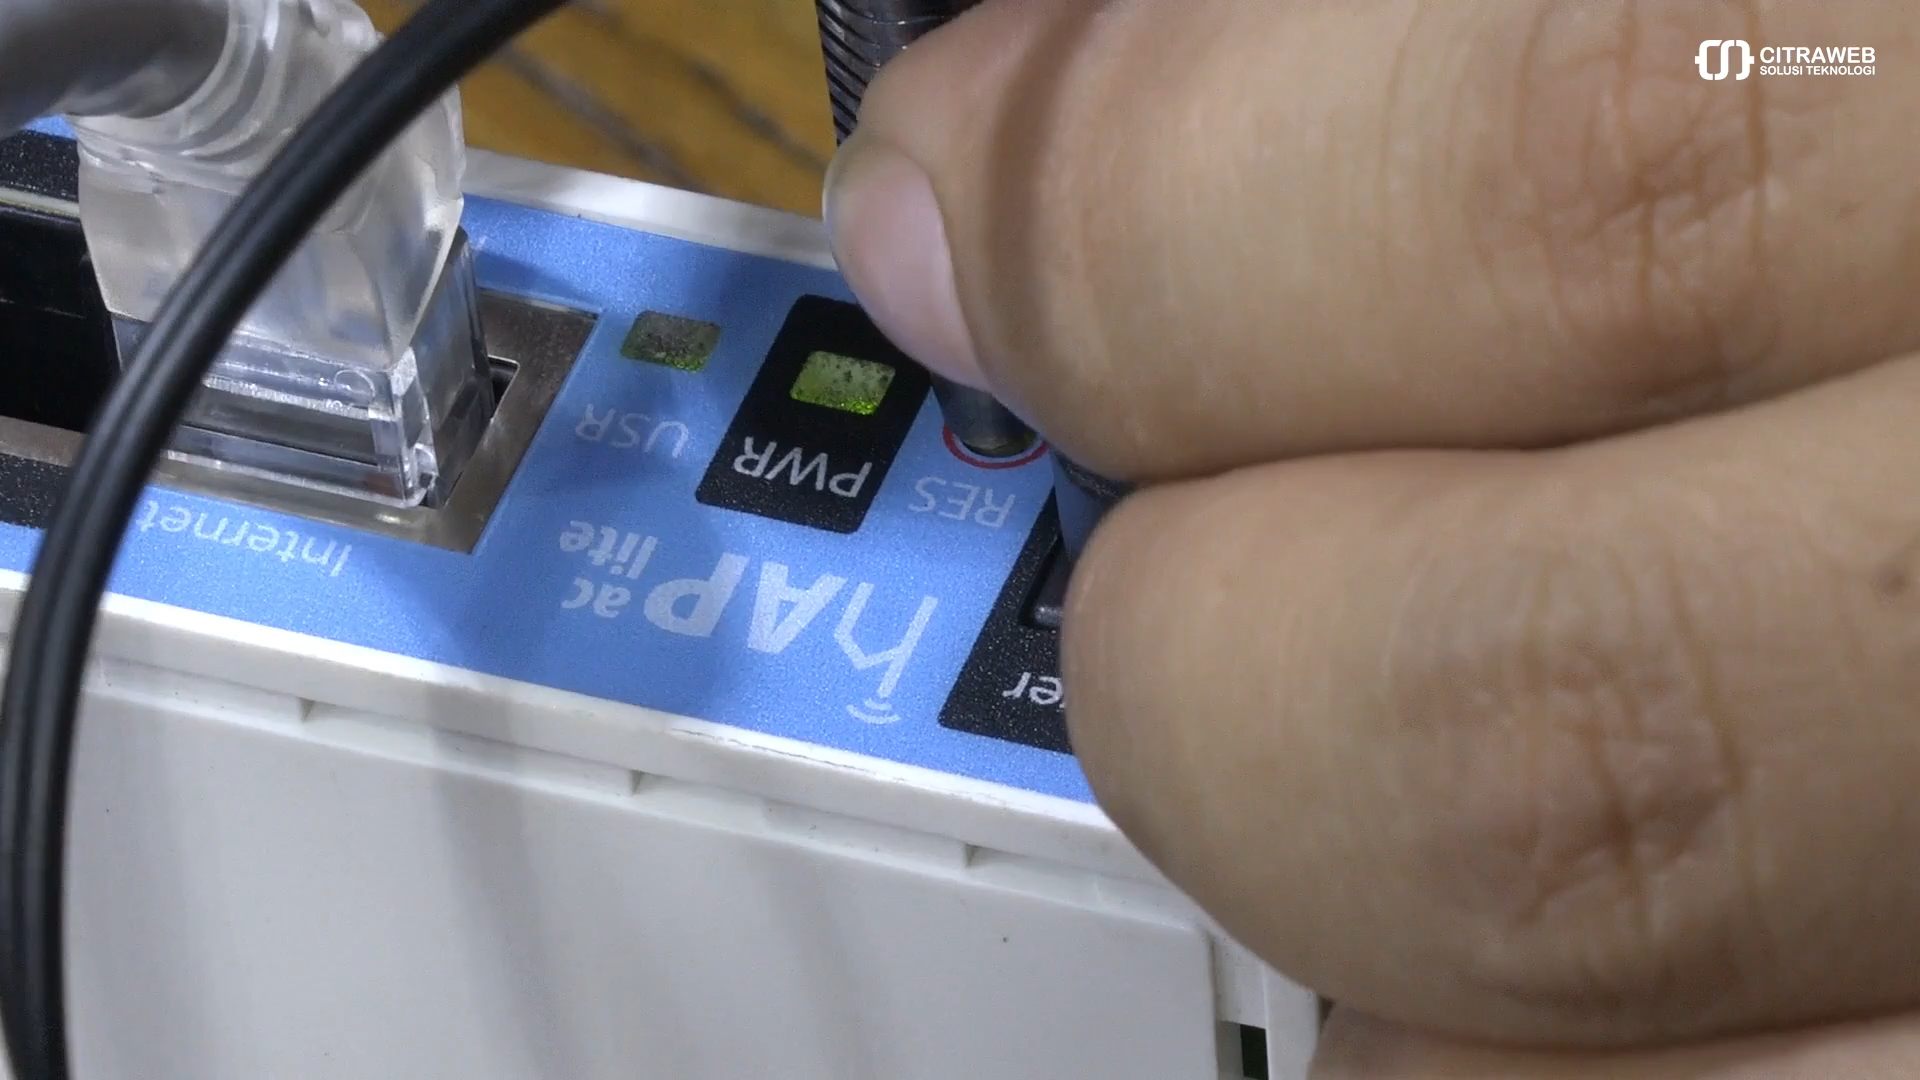 CITRAWEB
SOLUSI TEKNOLOGI
USR
PWR
RES
Internet
hAP
ac
lite